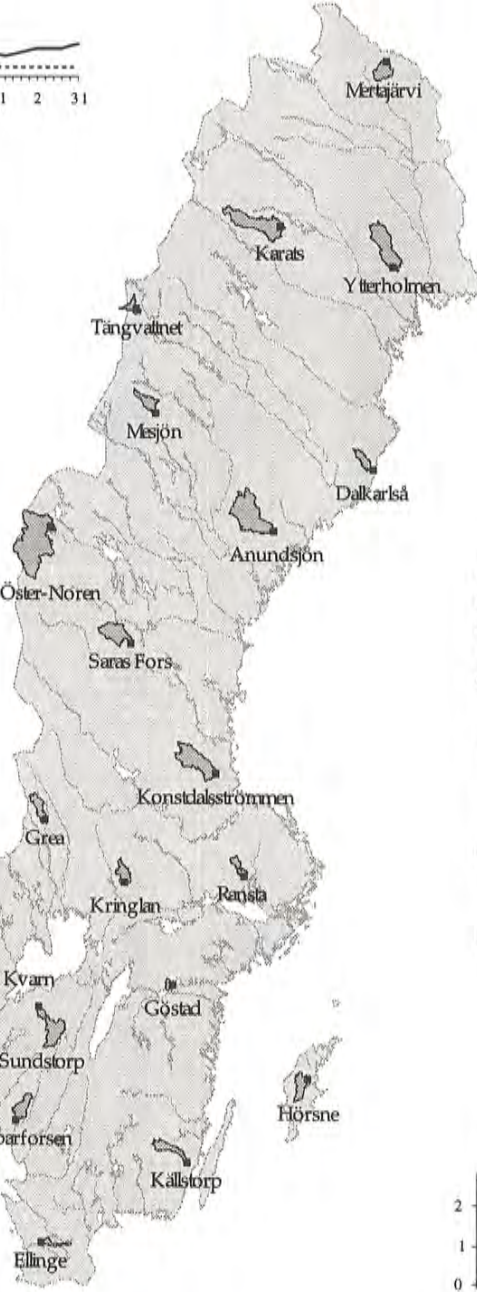 1 2 31
Mertajärvi
Karats
Ytterholmen
Tängvattnet
Mesjön
Dalkarlså
Anundsjön
Öster-Noren
Saras Fors
Konstdalsströmmen
Grea
Kringlan
Ransta
Kvarn
Göstad
Sundstorp
Hörsne
parforsen
Källstorp
2
1
Ellinge
0